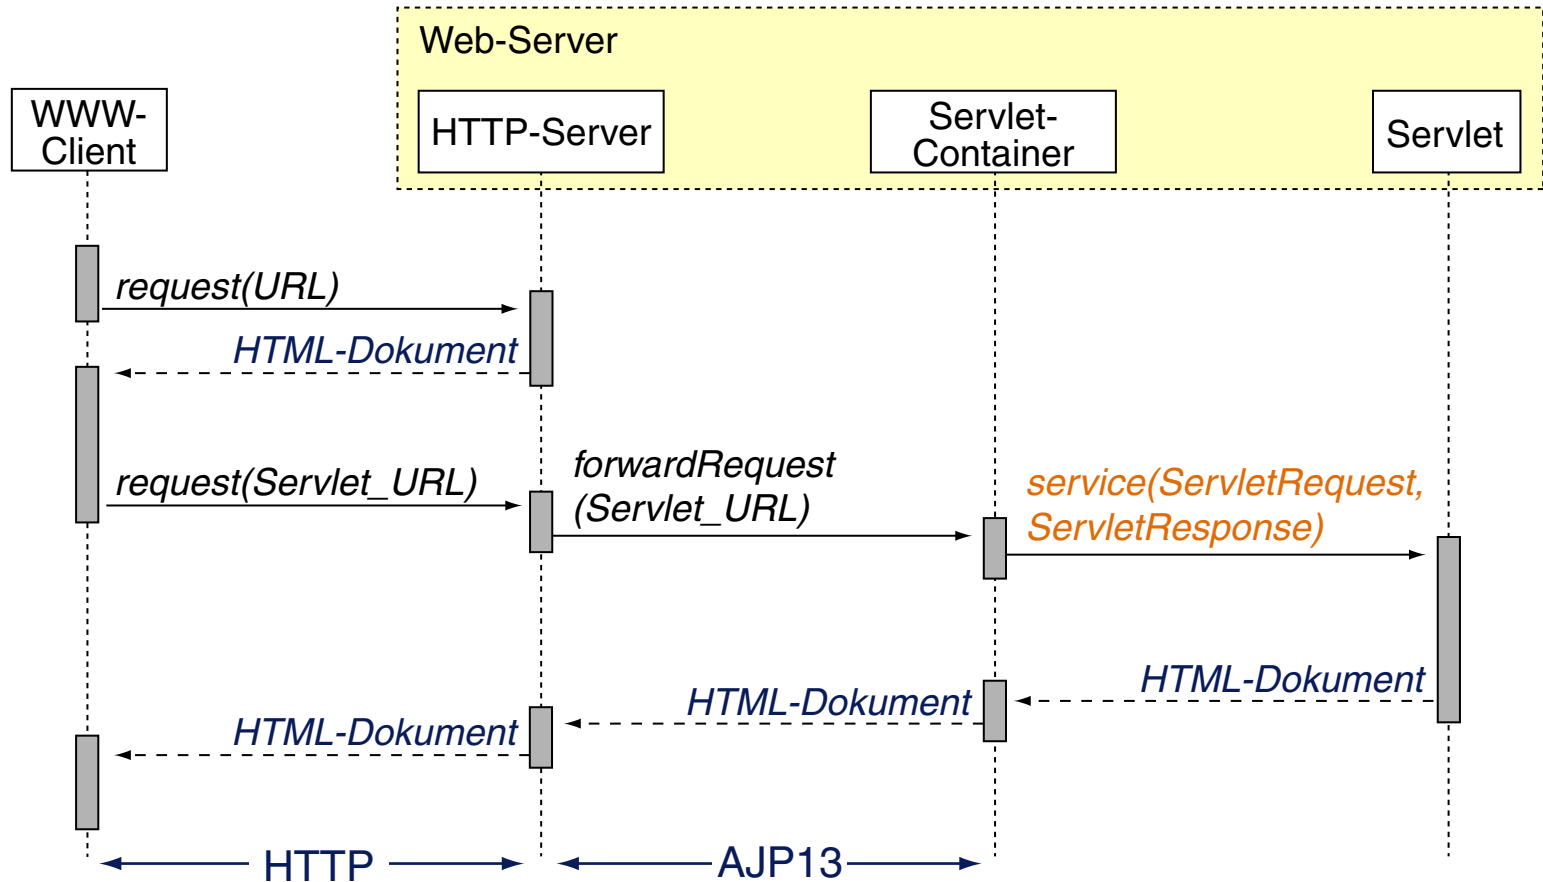 Web-Server
WWW-
Client
HTTP-Server
Servlet-
Container
Servlet
request(URL)
HTML-Dokument
request(Servlet_URL)
forwardRequest
(Servlet_URL)
service(ServletRequest,
ServletResponse)
HTML-Dokument
HTML-Dokument
HTML-Dokument
HTTP
AJP13